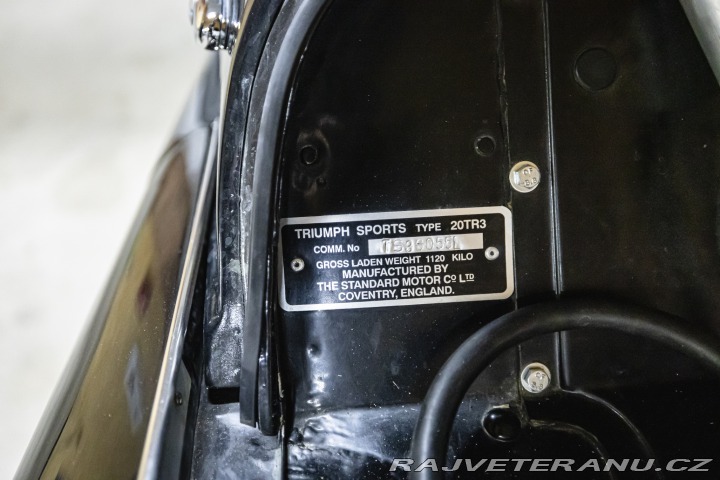 TRIUMPH SPORTS TYPE 20TR3
COMM. No
GROSS LADEN WEIGHT 1120 KILO
MANUFACTURED BY
THE STANDARD MOTOR Co LTD
COVENTRY, ENGLAND.
RAJVETERANU.CZ